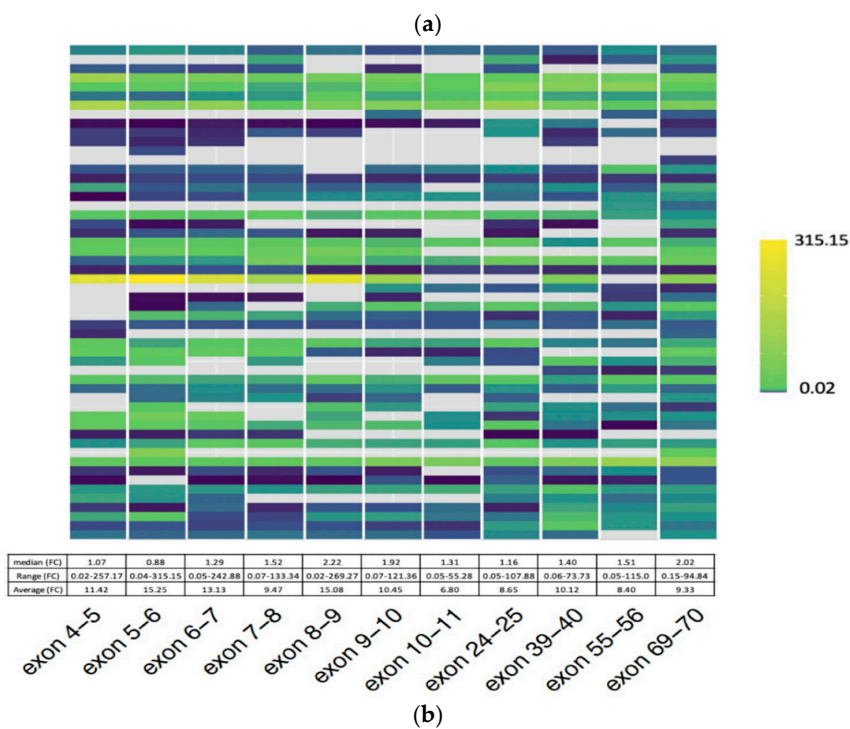 (a)
315.15
0.02
median (FC) 1.07 0.88 1.29 1.52 2.22 1.92 1.31 1.16 1.40 1.51 2.02
Range (FC) 0.02-257.17 0.04-315.15 0.05-242.88 0.07-133.34 0.02-269.27 0.07-121.36 0.05-55.28 0.05-107.88 0.06-73.73 0.05-115.0 0.15-94.84
Average (FC) 11.42 15.25 13.13 9.47 15.08 10.45 6.80 8.65 10.12 8.40 9.33
exon 4–5
exon 5–6
exon 6–7
exon 7–8
exon 8–9
exon 9–10
exon 10–11
exon 24–25
exon 39–40
exon 55–56
exon 69–70
(b)